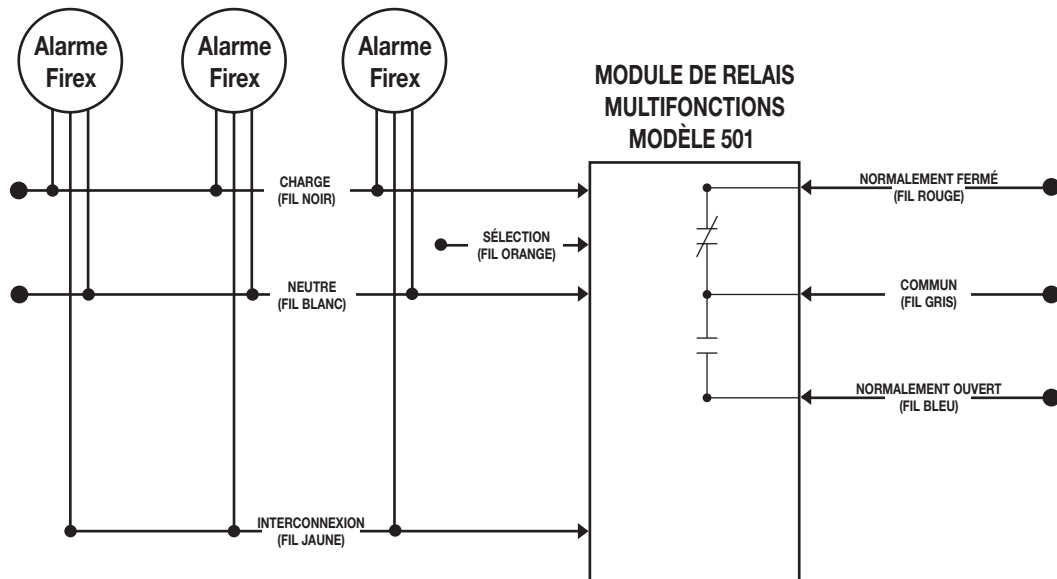 Alarme
Firex
Alarme
Firex
Alarme
Firex
MODULE DE RELAIS
MULTIFONCTIONS
MODÈLE 501
CHARGE
(FIL NOIR)
NORMALEMENT FERMÉ
(FIL ROUGE)
SÉLECTION
(FIL ORANGE)
NEUTRE
(FIL BLANC)
COMMUN
(FIL GRIS)
NORMALEMENT OUVERT
(FIL BLEU)
INTERCONNEXION
(FIL JAUNE)